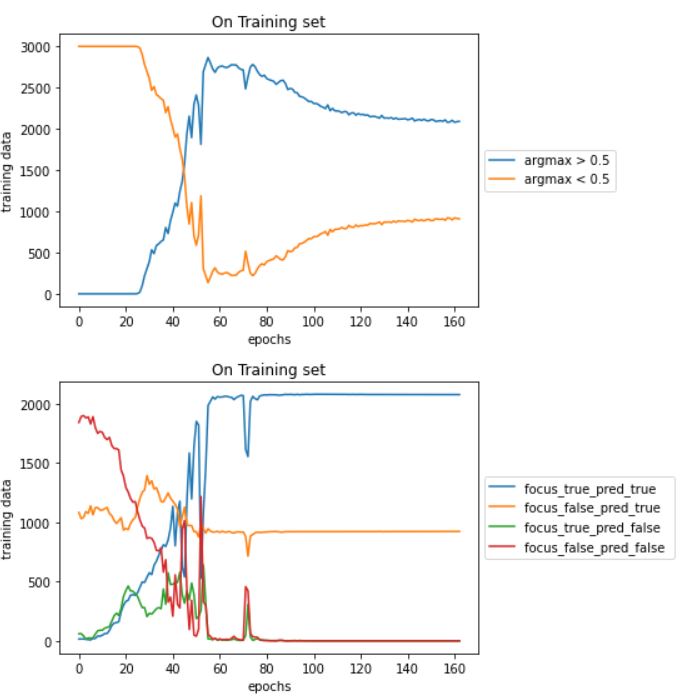 On Training set
3000
2500
2000
1500
1000
500
0
training data
0 20 40 60 80 100 120 140 160
epochs
argmax > 0.5
argmax < 0.5
On Training set
2000
1500
1000
500
0
training data
0 20 40 60 80 100 120 140 160
epochs
focus_true_pred_true
focus_false_pred_true
focus_true_pred_false
focus_false_pred_false